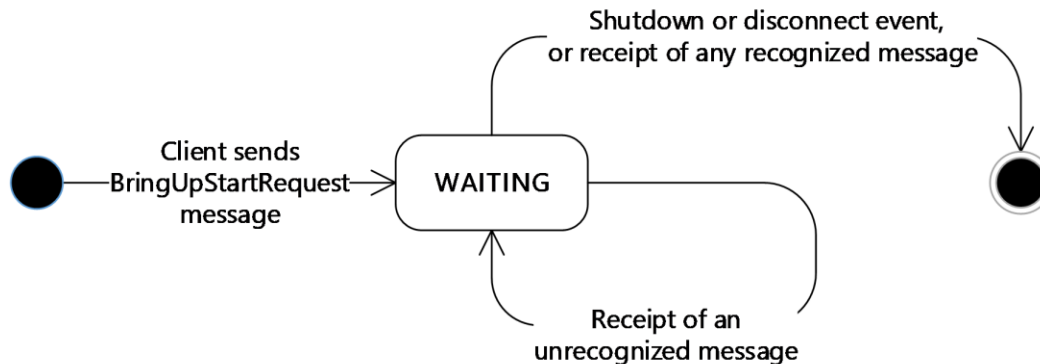 Shutdown or disconnect event,
or receipt of any recognized message
Client sends
BringUpStartRequest
message
WAITING
Receipt of an
unrecognized message